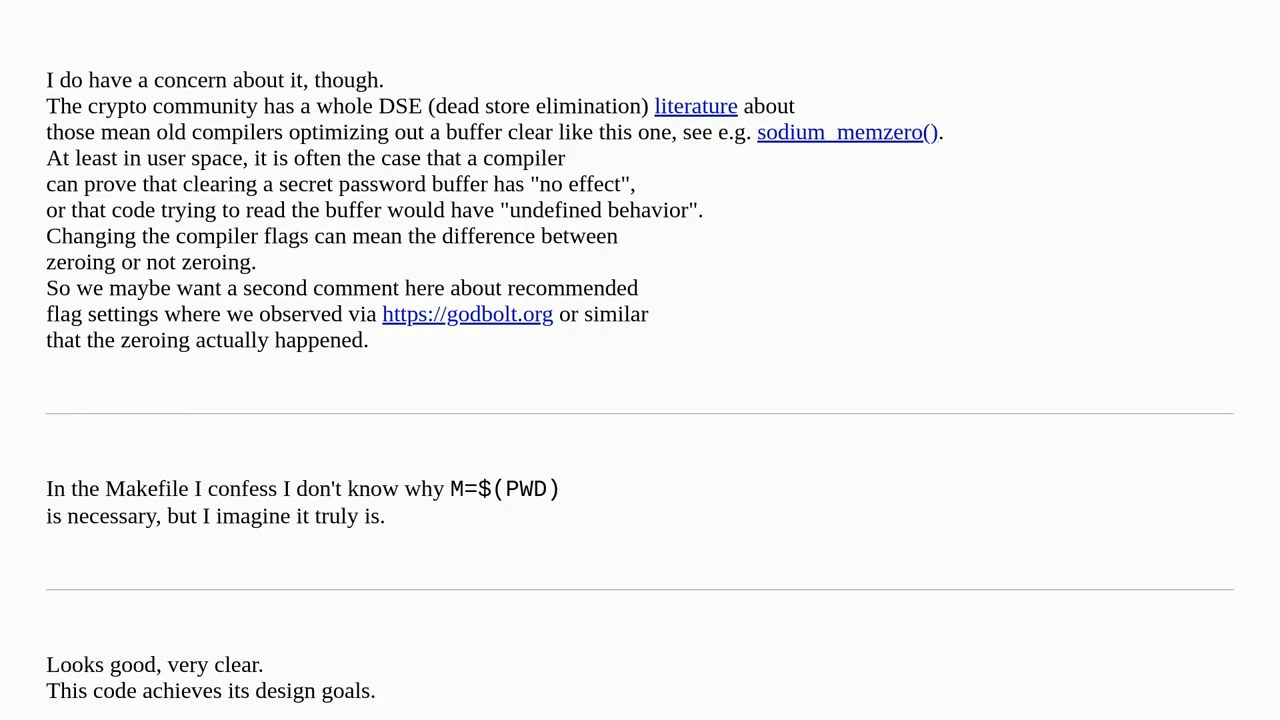 I do have a concern about it, though.
The crypto community has a whole DSE (dead store elimination) literature about
those mean old compilers optimizing out a buffer clear like this one, see e.g. sodium_memzero().
At least in user space, it is often the case that a compiler
can prove that clearing a secret password buffer has "no effect",
or that code trying to read the buffer would have "undefined behavior".
Changing the compiler flags can mean the difference between
zeroing or not zeroing.
So we maybe want a second comment here about recommended
flag settings where we observed via https://godbolt.org or similar
that the zeroing actually happened.
In the Makefile I confess I don't know why M=$(PWD)
is necessary, but I imagine it truly is.
Looks good, very clear.
This code achieves its design goals.